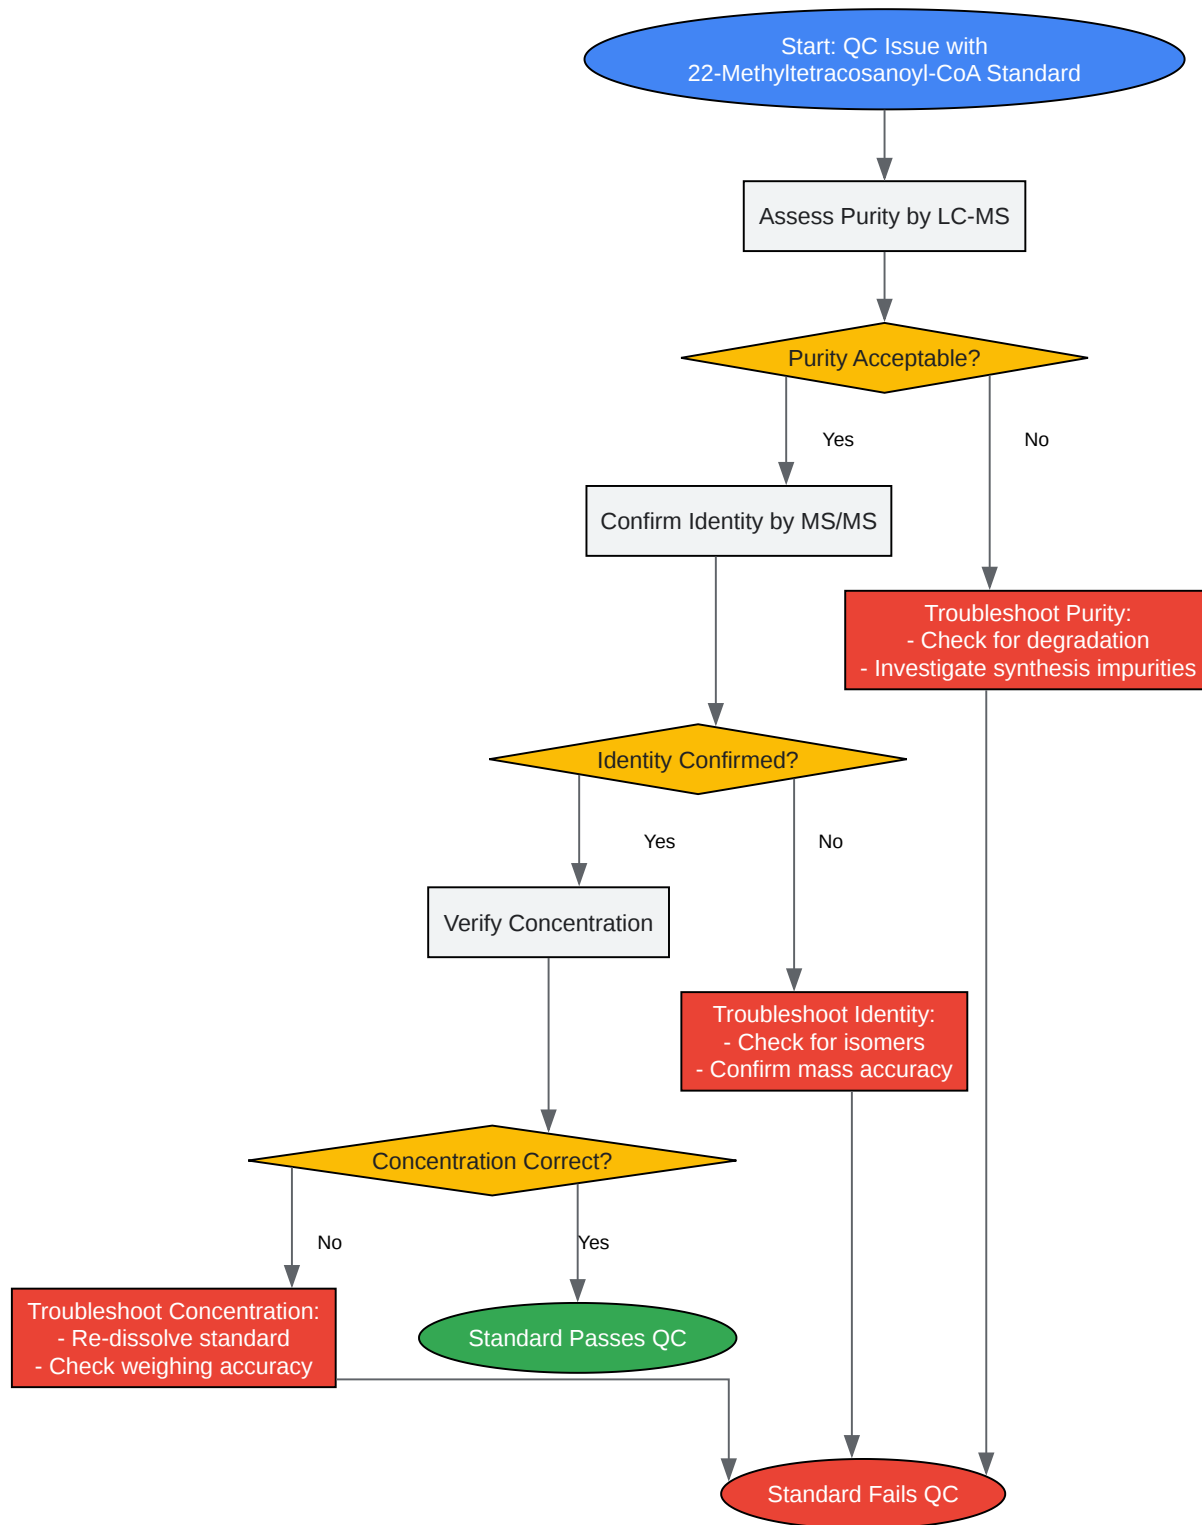 Start: QC Issue with
22-Methyltetracosanoyl-CoA Standard
Assess Purity by LC-MS
Purity Acceptable?
Yes
No
Confirm Identity by MS/MS
Troubleshoot Purity:
- Check for degradation
- Investigate synthesis impurities
Identity Confirmed?
Yes
No
Verify Concentration
Troubleshoot Identity:
- Check for isomers
- Confirm mass accuracy
Concentration Correct?
No
Yes
Troubleshoot Concentration:
- Re-dissolve standard
- Check weighing accuracy
Standard Passes QC
Standard Fails QC